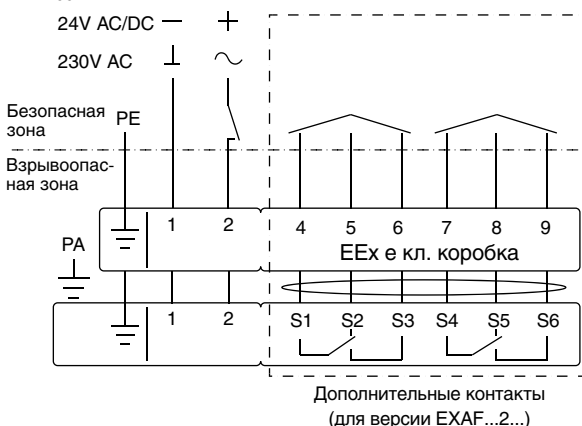 24V AC/DC — +
230V AC ⊥ ~
Безопасная
зона
PE
Взрывоопас-
ная зона
1 2 4 5 6 7 8 9
EEx e кл. коробка
PA
1 2 S1 S2 S3 S4 S5 S6
Дополнительные контакты
(для версии EXAF...2...)